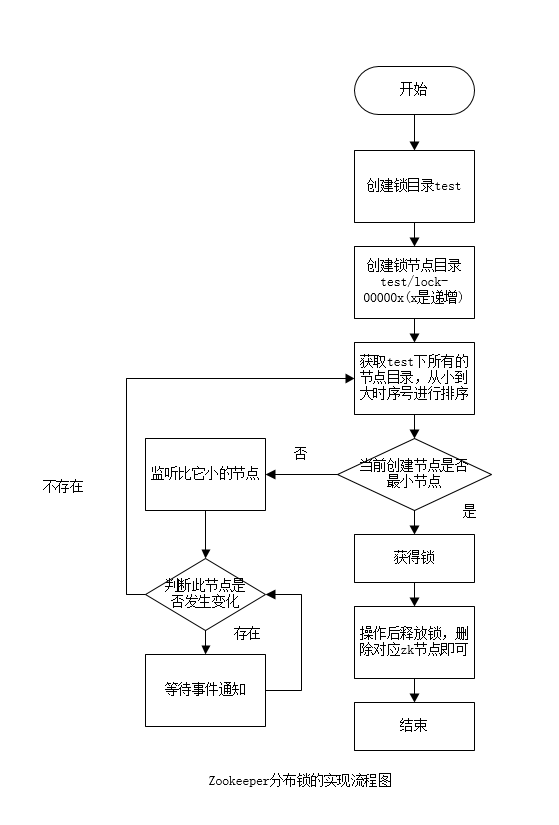 开始
创建锁目录test
创建锁节点目录
test/lock-
00000x(x是递增)
获取test下所有的
节点目录，从小到
大时序号进行排序
当前创建节点是否
最小节点
否
监听比它小的节点
不存在
是
获得锁
判断此节点是
否发生变化
存在
操作后释放锁，删
除对应zk节点即可
等待事件通知
结束
Zookeeper分布锁的实现流程图